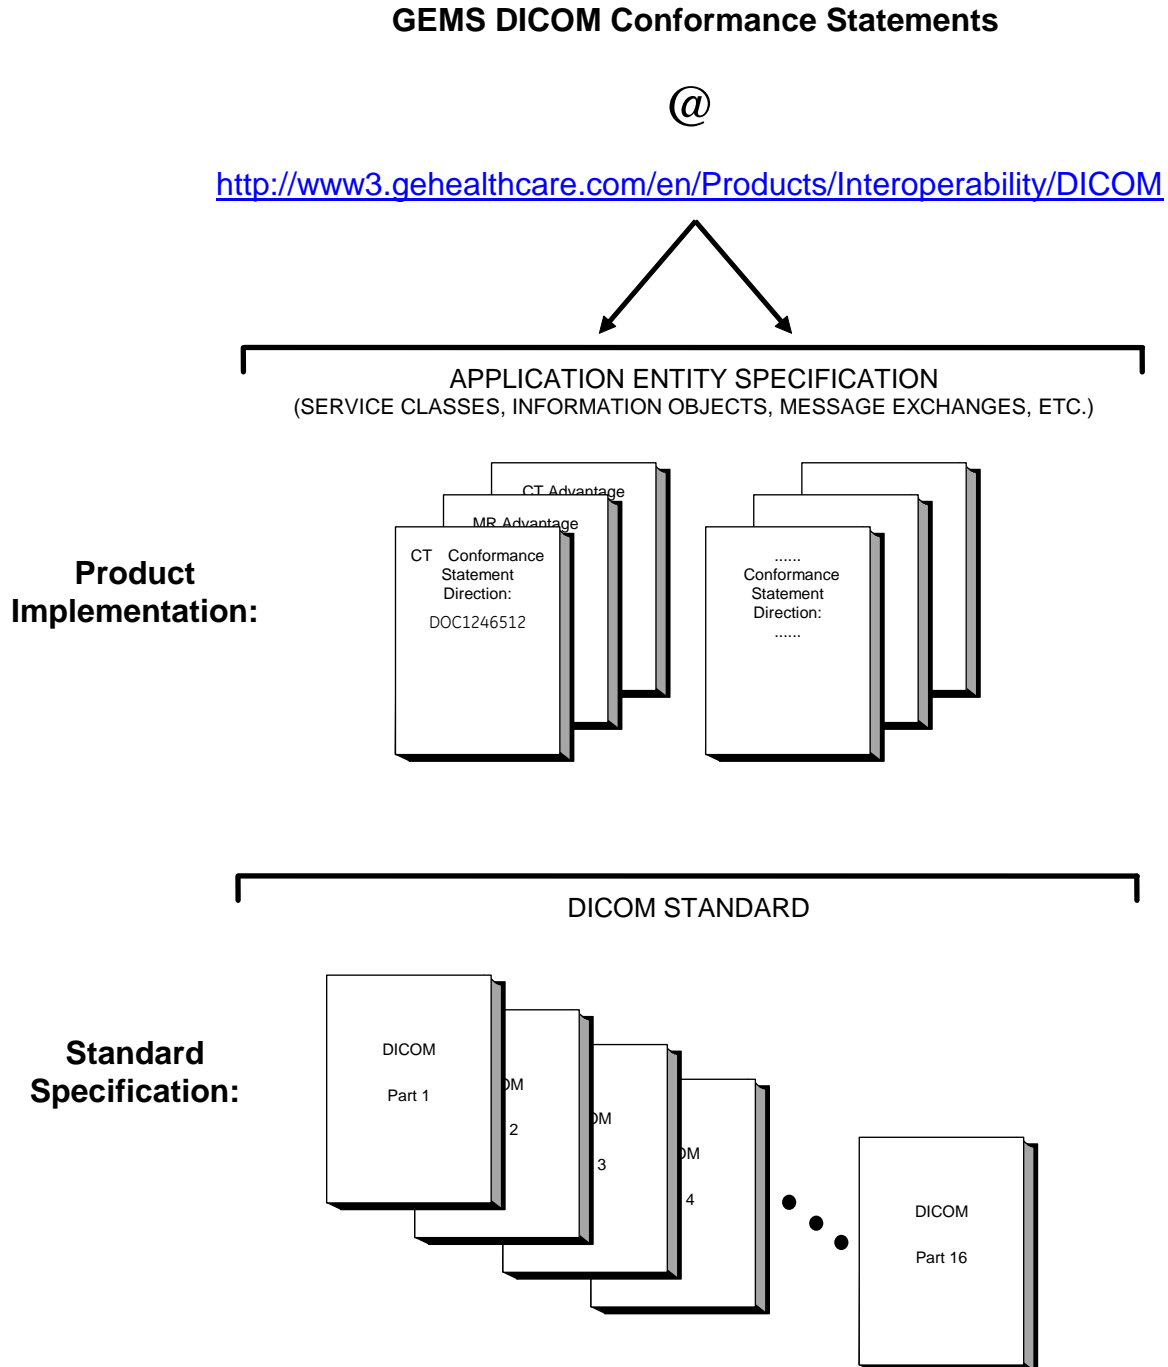 GEMS DICOM Conformance Statements
@
http://www3.gehealthcare.com/en/Products/Interoperability/DICOM
APPLICATION ENTITY SPECIFICATION
(SERVICE CLASSES, INFORMATION OBJECTS, MESSAGE EXCHANGES, ETC.)
Product
Implementation:
CT Advantage
MR Advantage
CT Conformance
Statement
Direction:
DOC1246512
......
Conformance
Statement
Direction:
......
DICOM STANDARD
Standard
Specification:
DICOM
Part 1
OM
2
OM
3
OM
4
DICOM
Part 16